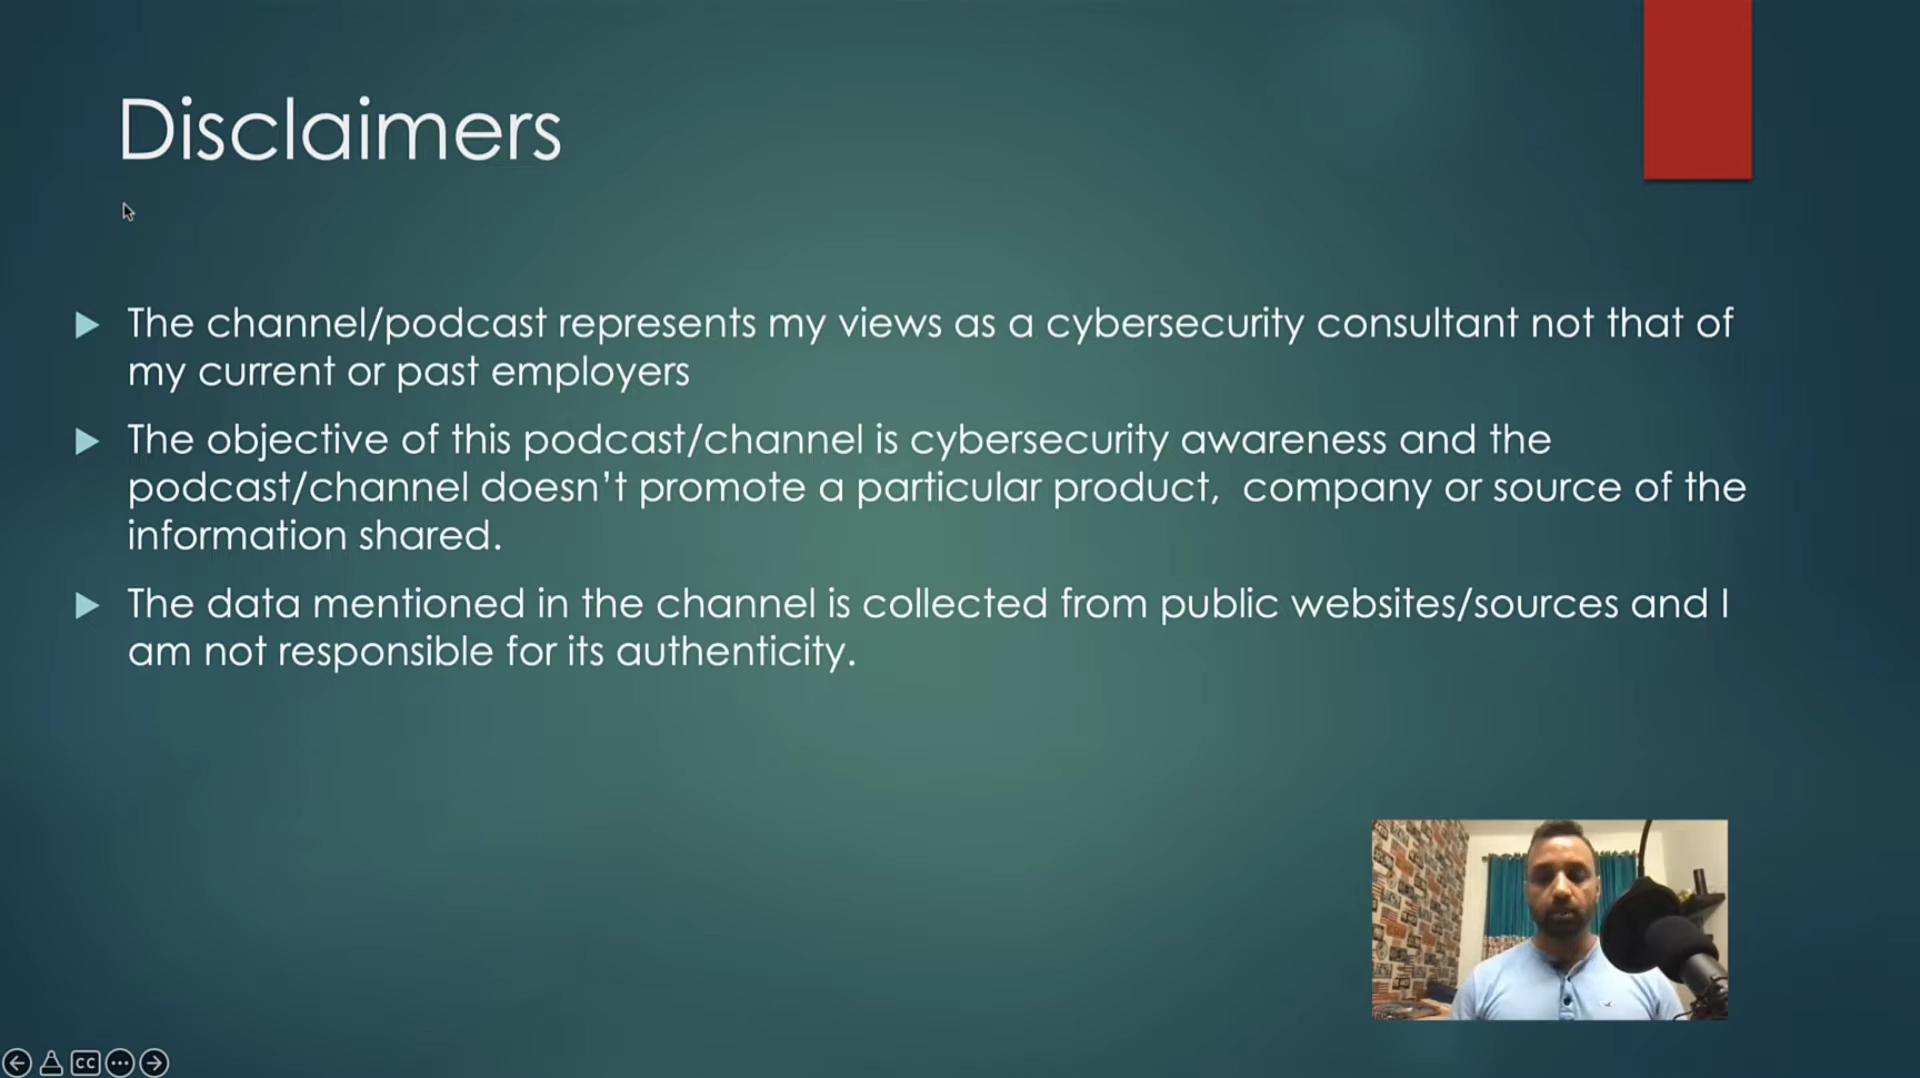 Disclaimers
The channel/podcast represents my views as a cybersecurity consultant not that of
my current or past employers
The objective of this podcast/channel is cybersecurity awareness and the
podcast/channel doesn't promote a particular product,  company or source of the
information shared.
The data mentioned in the channel is collected from public websites/sources and I
am not responsible for its authenticity.
CC